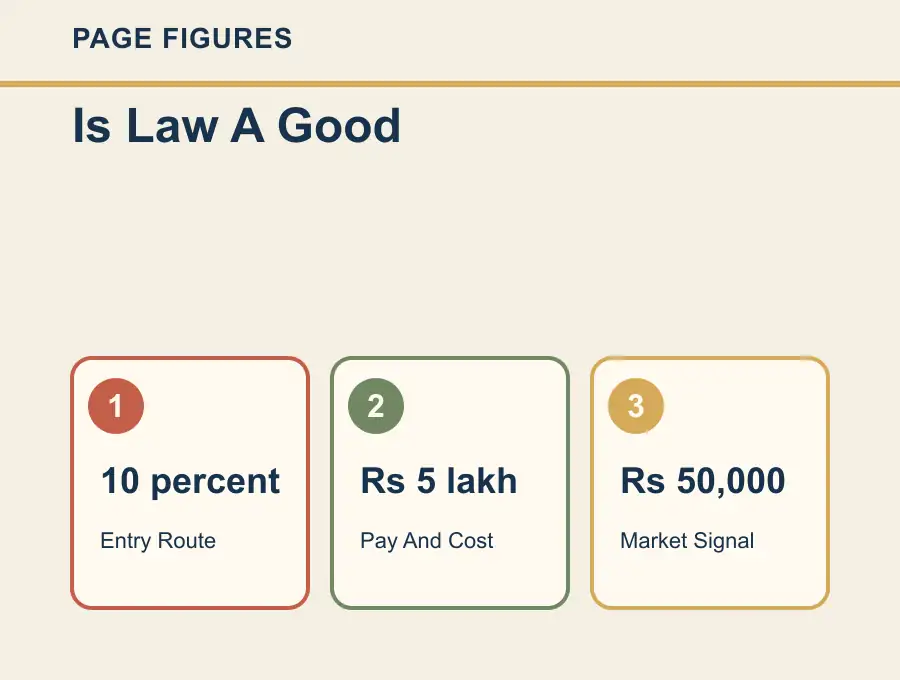 PAGE FIGURES
Is Law A Good
1
10 percent
Entry Route
2
Rs 5 lakh
Pay And Cost
3
Rs 50,000
Market Signal